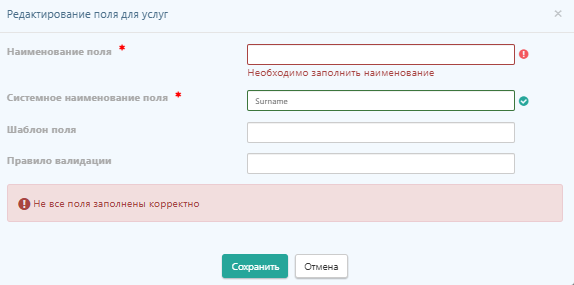 Редактирование поля для услуг ×
Наименование поля *
Необходимо заполнить наименование
Системное наименование поля * Surname
Шаблон поля
Правило валидации
Не все поля заполнены корректно
Сохранить Отмена